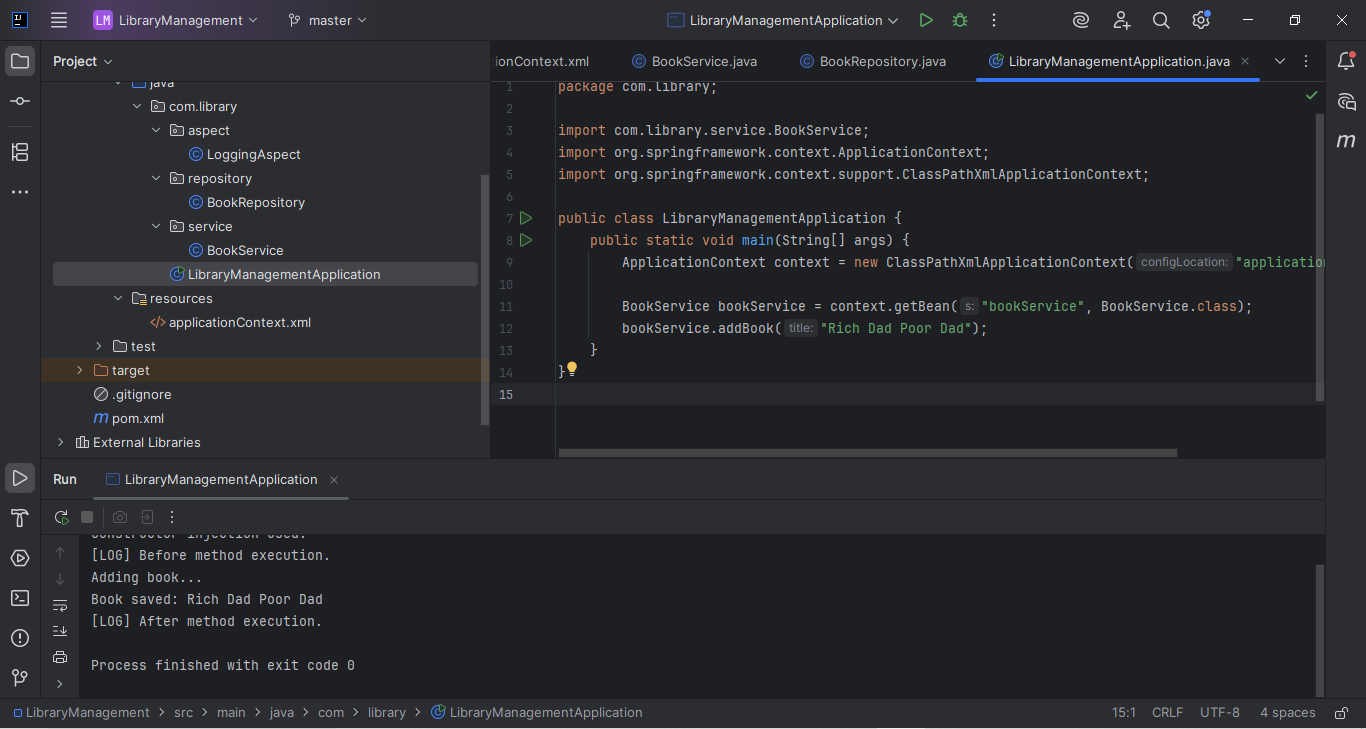 LM LibraryManagement master LibraryManagementApplication
Project
ionContext.xml BookService.java BookRepository.java LibraryManagementApplication.java
java
com.library
aspect
LoggingAspect
repository
BookRepository
service
BookService
LibraryManagementApplication
resources
applicationContext.xml
test
target
.gitignore
pom.xml
External Libraries
1 package com.library;
2
3 import com.library.service.BookService;
4 import org.springframework.context.ApplicationContext;
5 import org.springframework.context.support.ClassPathXmlApplicationContext;
6
7 public class LibraryManagementApplication {
8 public static void main(String[] args) {
9 ApplicationContext context = new ClassPathXmlApplicationContext( configLocation: "applicatio
10
11 BookService bookService = context.getBean( s: "bookService", BookService.class);
12 bookService.addBook( title: "Rich Dad Poor Dad");
13 }
14 }
15
Run LibraryManagementApplication
Constructor injection used.
[LOG] Before method execution.
Adding book...
Book saved: Rich Dad Poor Dad
[LOG] After method execution.
Process finished with exit code 0
LibraryManagement > src > main > java > com > library > LibraryManagementApplication
15:1 CRLF UTF-8 4 spaces